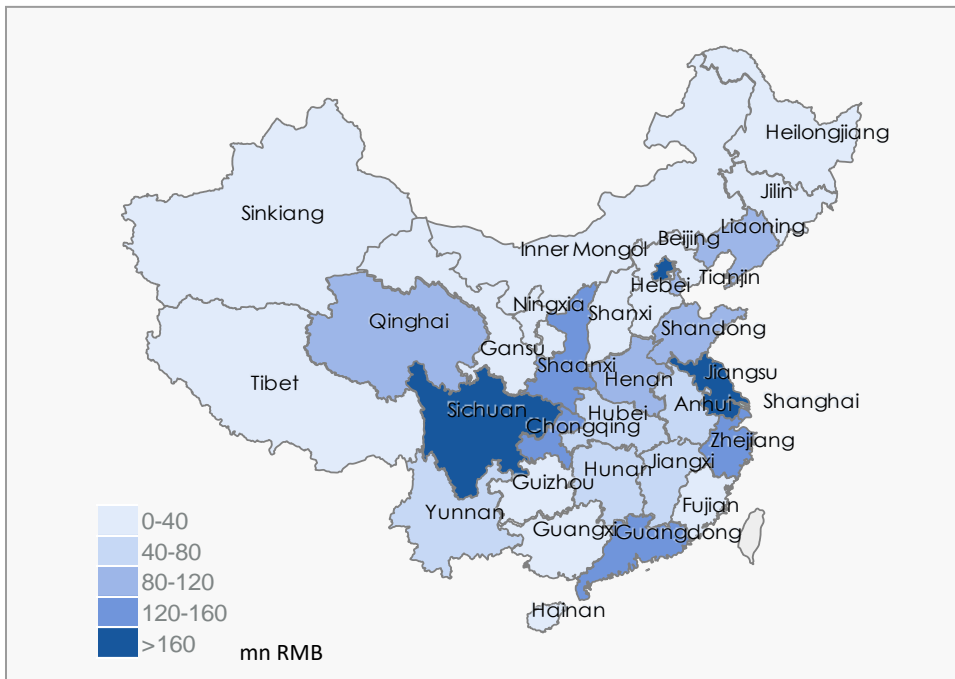 Heilongjiang
Jilin
Sinkiang
Liaoning
Inner Mongol
Beijing
Tianjin
Hebei
Ningxia
Shanxi
Qinghai
Shandong
Gansu
Shaanxi
Jiangsu
Tibet
Henan
Shanghai
Sichuan
Hubei
Anhui
Chongqing
Zhejiang
Hunan
Jiangxi
Guizhou
Fujian
Yunnan
Guangxi
Guangdong
Hainan
0-40
40-80
80-120
120-160
>160
mn RMB